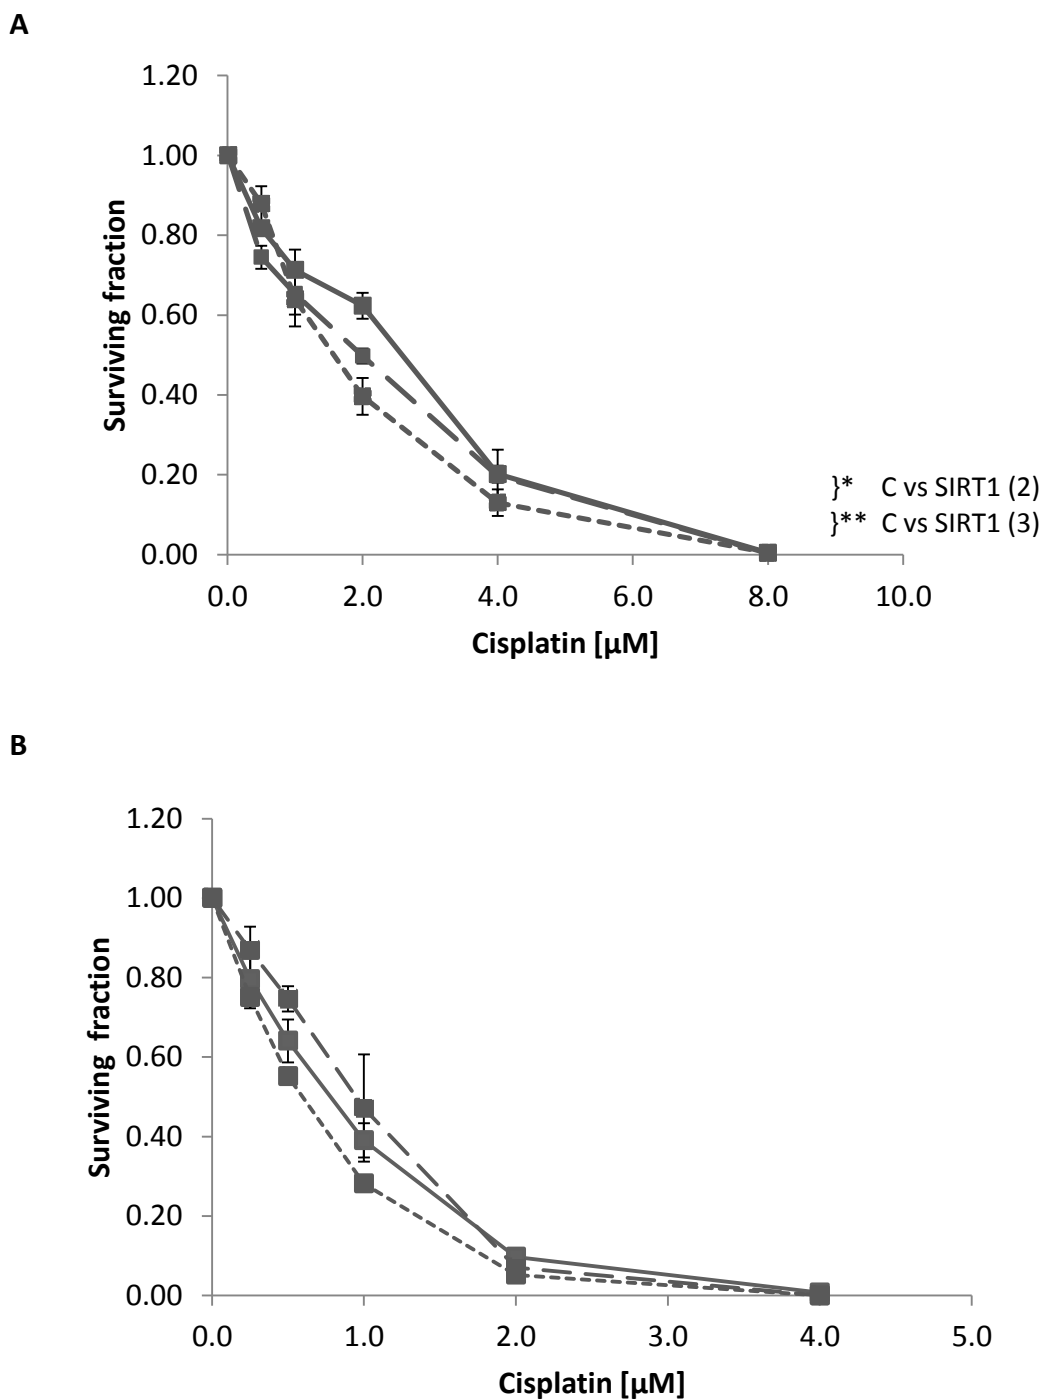 A
1.20
1.00
0.80
0.60
0.40
0.20
0.00
Surviving fraction
}* C vs SIRT1 (2)
}** C vs SIRT1 (3)
0.0 2.0 4.0 6.0 8.0 10.0
Cisplatin [µM]
B
1.20
1.00
0.80
0.60
0.40
0.20
0.00
Surviving fraction
0.0 1.0 2.0 3.0 4.0 5.0
Cisplatin [µM]